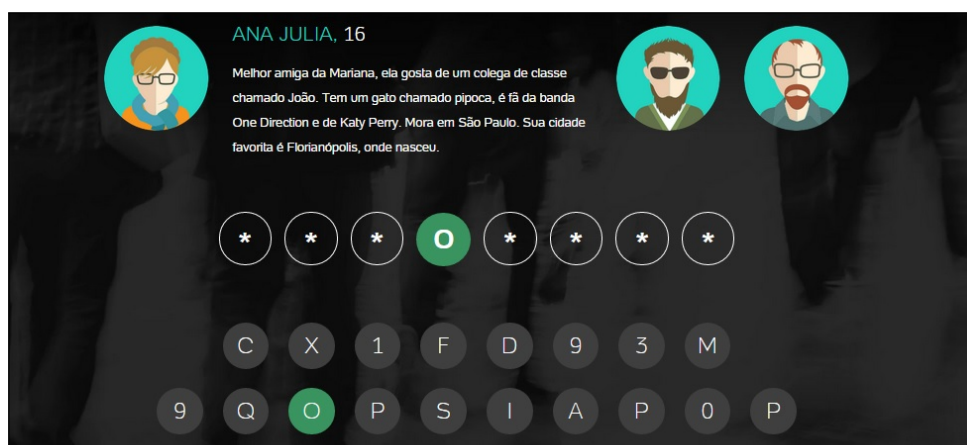 ANA JULIA, 16
Melhor amiga da Mariana, ela gosta de um colega de classe
chamado João. Tem um gato chamado pipoca, é fã da banda
One Direction e de Katy Perry. Mora em São Paulo. Sua cidade
favorita é Florianópolis, onde nasceu.
* * * O * * * *
C X 1 F D 9 3 M
9 Q O P S I A P 0 P